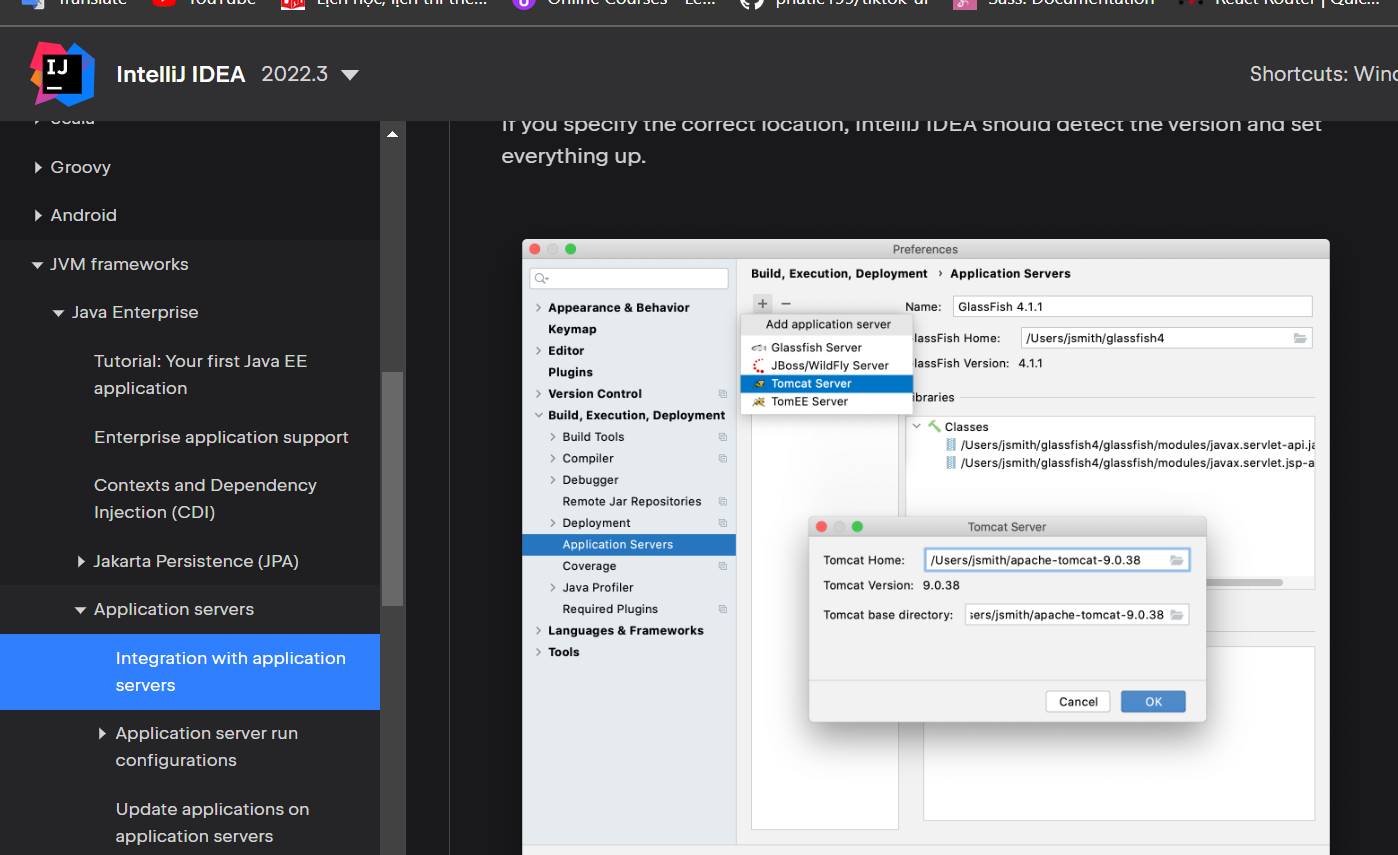 Translate
YouTube
Lịch học, lịch thi the...
Online Courses - Le...
phatle199/tiktok-ui
Sass: Documentation
React Router | Quic...
IntelliJ IDEA 2022.3
Shortcuts: Win
Scala
Groovy
Android
JVM frameworks
Java Enterprise
Tutorial: Your first Java EE
application
Enterprise application support
Contexts and Dependency
Injection (CDI)
Jakarta Persistence (JPA)
Application servers
Integration with application
servers
Application server run
configurations
Update applications on
application servers
If you specify the correct location, IntelliJ IDEA should detect the version and set
everything up.
Preferences
Appearance & Behavior
Keymap
Editor
Plugins
Version Control
Build, Execution, Deployment
Build Tools
Compiler
Debugger
Remote Jar Repositories
Deployment
Application Servers
Coverage
Java Profiler
Required Plugins
Languages & Frameworks
Tools
Build, Execution, Deployment › Application Servers
+ −
Add application server
Glassfish Server
JBoss/WildFly Server
Tomcat Server
TomEE Server
Name: GlassFish 4.1.1
lassFish Home: /Users/jsmith/glassfish4
lassFish Version: 4.1.1
ibraries
Classes
/Users/jsmith/glassfish4/glassfish/modules/javax.servlet-api.ja
/Users/jsmith/glassfish4/glassfish/modules/javax.servlet.jsp-a
Tomcat Server
Tomcat Home: /Users/jsmith/apache-tomcat-9.0.38
Tomcat Version: 9.0.38
Tomcat base directory: sers/jsmith/apache-tomcat-9.0.38
Cancel
OK